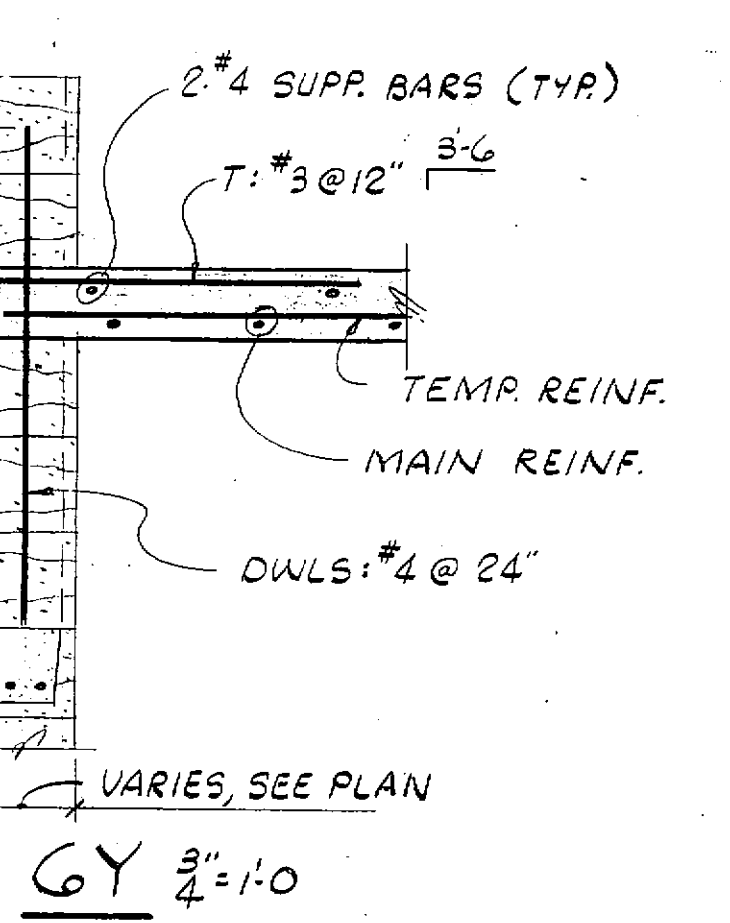 2-#4 SUPP. BARS (TYP.)
T: #3 @ 12" 3'-6
TEMP. REINF.
MAIN REINF.
DWLS: #4 @ 24"
VARIES, SEE PLAN
6Y 3/4" = 1'-0